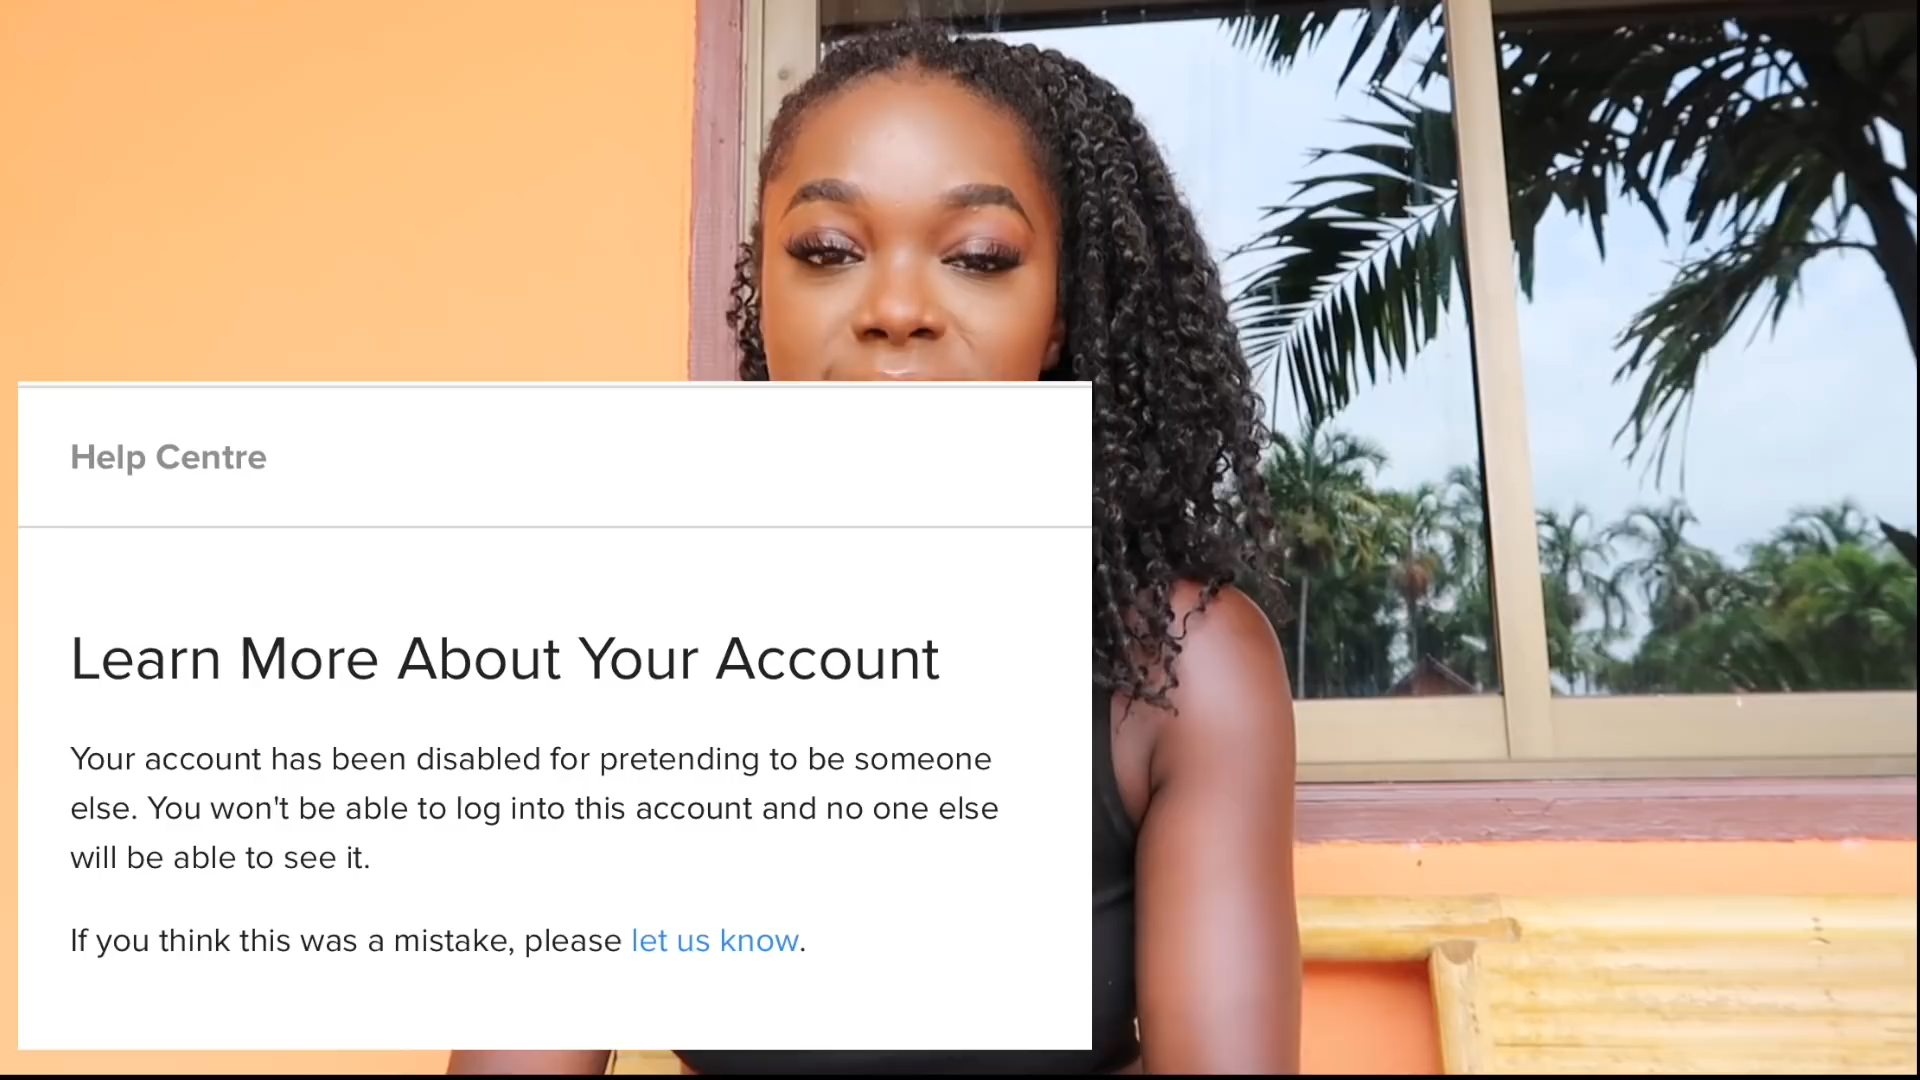 Help Centre
Learn More About Your Account
Your account has been disabled for pretending to be someone
else. You won't be able to log into this account and no one else
will be able to see it.
If you think this was a mistake, please let us know.